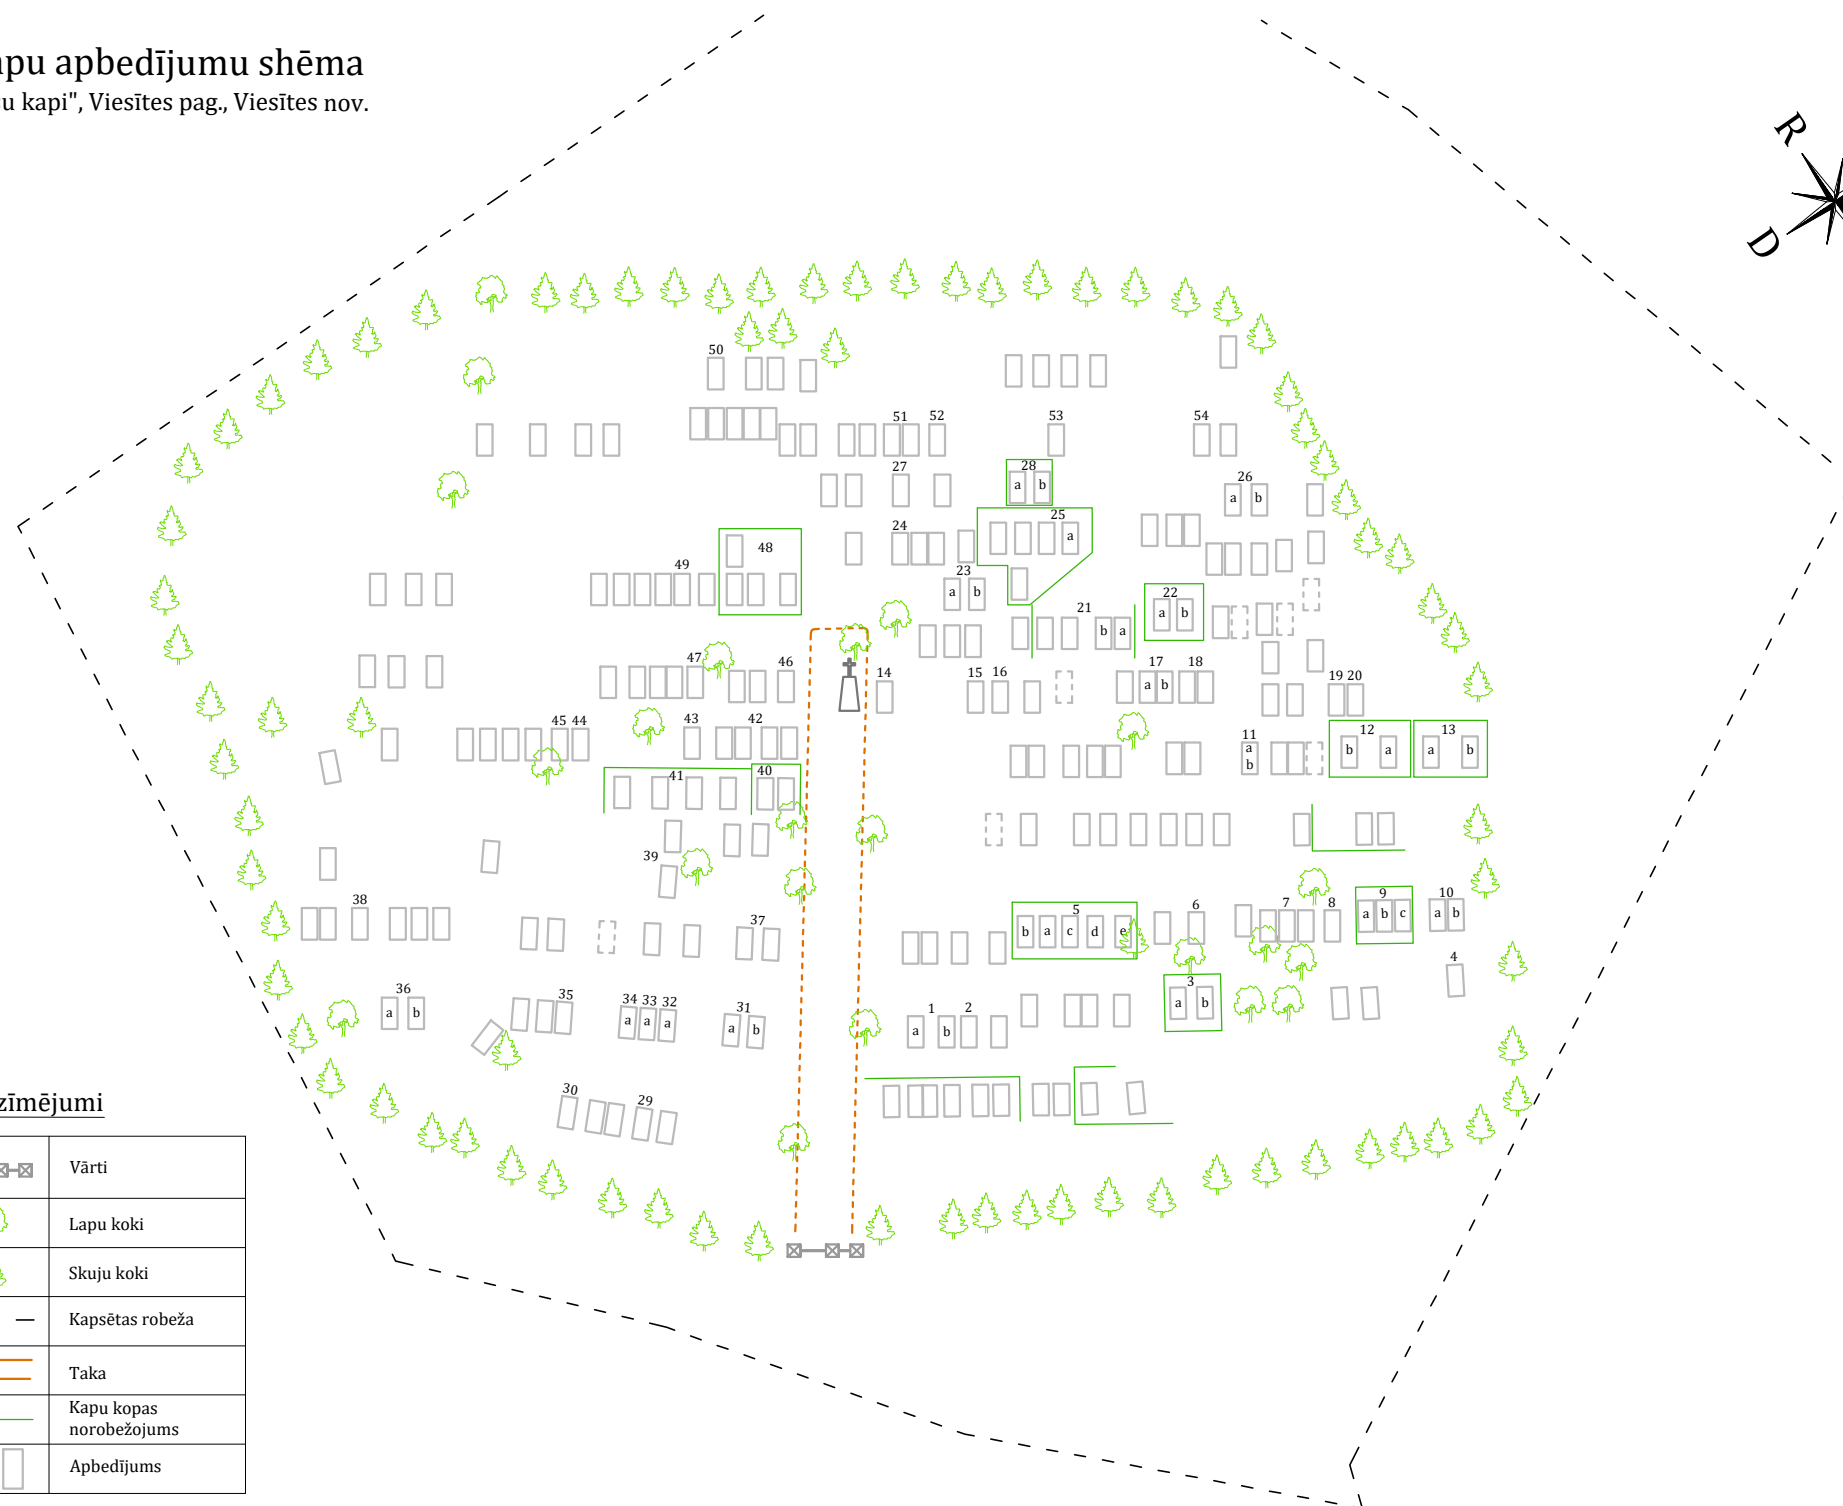 apu apbedījumu shēma
su kapi", Viesītes pag., Viesītes nov.
R
D
50
51 52 53 54
27 28 26
a b a b
24 25
a
48
49 23 22
a b a b
21
b a
47 46 14 15 16 17 18 19 20
a b
45 44 43 42 11 12 13
a b b a a b
41 40
39
38 37 5 6 7 8 9 10
b a c d e a b c a b
4
36 35 34 33 32 31 1 2 3
a b a a a a b a b a b
30 29
zīmējumi
Vārti
Lapu koki
Skuju koki
Kapsētas robeža
Taka
Kapu kopas
norobežojums
Apbedījums